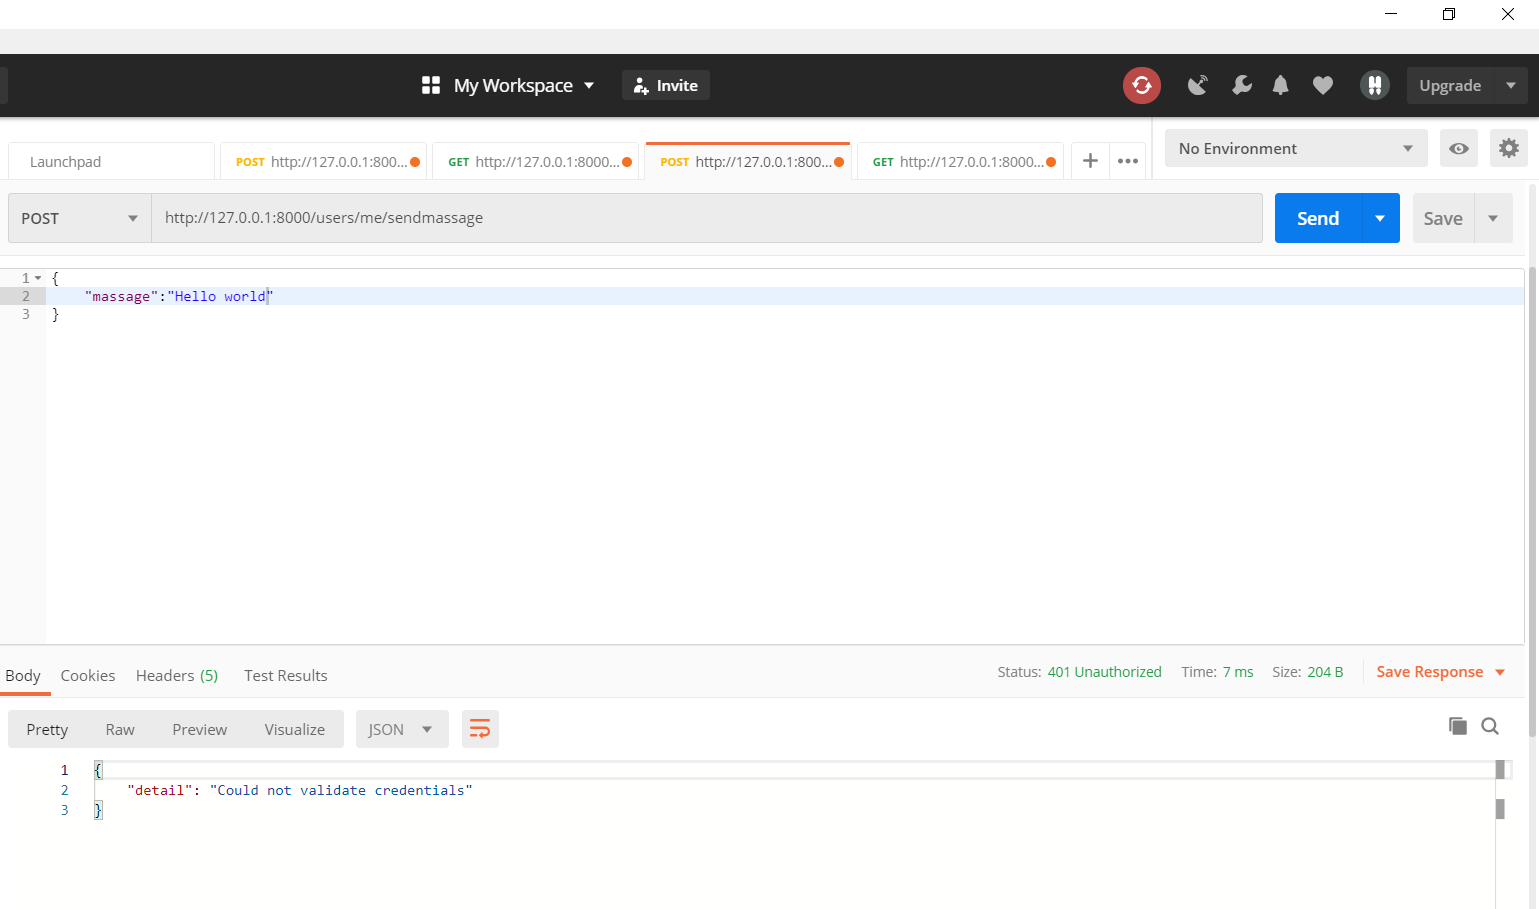 My Workspace
Invite
Upgrade
Launchpad
POST http://127.0.0.1:800...
GET http://127.0.0.1:8000...
POST http://127.0.0.1:800...
GET http://127.0.0.1:8000...
No Environment
POST
http://127.0.0.1:8000/users/me/sendmassage
Send
Save
1 {
2 "massage":"Hello world"
3 }
Body Cookies Headers (5) Test Results
Status: 401 Unauthorized Time: 7 ms Size: 204 B
Save Response
Pretty Raw Preview Visualize
JSON
1 {
2 "detail": "Could not validate credentials"
3 }